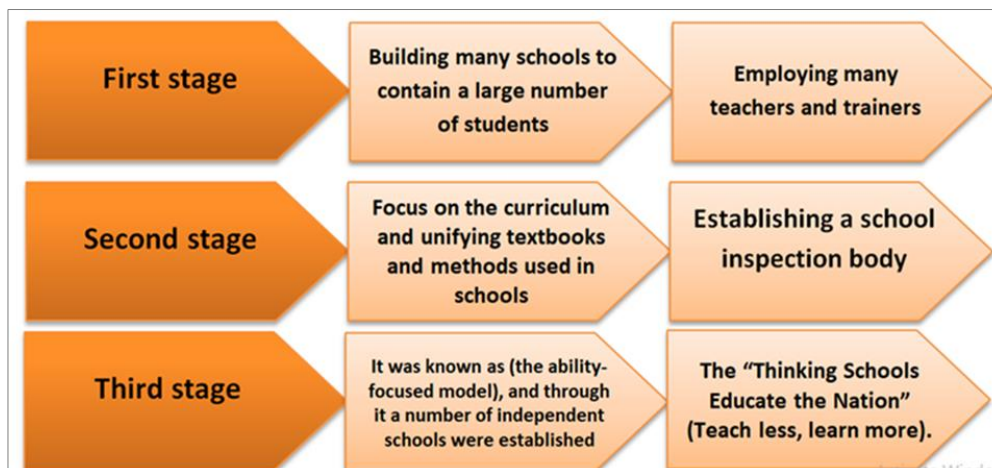 First stage
Building many schools to
contain a large number
of students
Employing many
teachers and trainers
Second stage
Focus on the curriculum
and unifying textbooks
and methods used in
schools
Establishing a school
inspection body
Third stage
It was known as (the ability-
focused model), and through
it a number of independent
schools were established
The “Thinking Schools
Educate the Nation”
(Teach less, learn more).